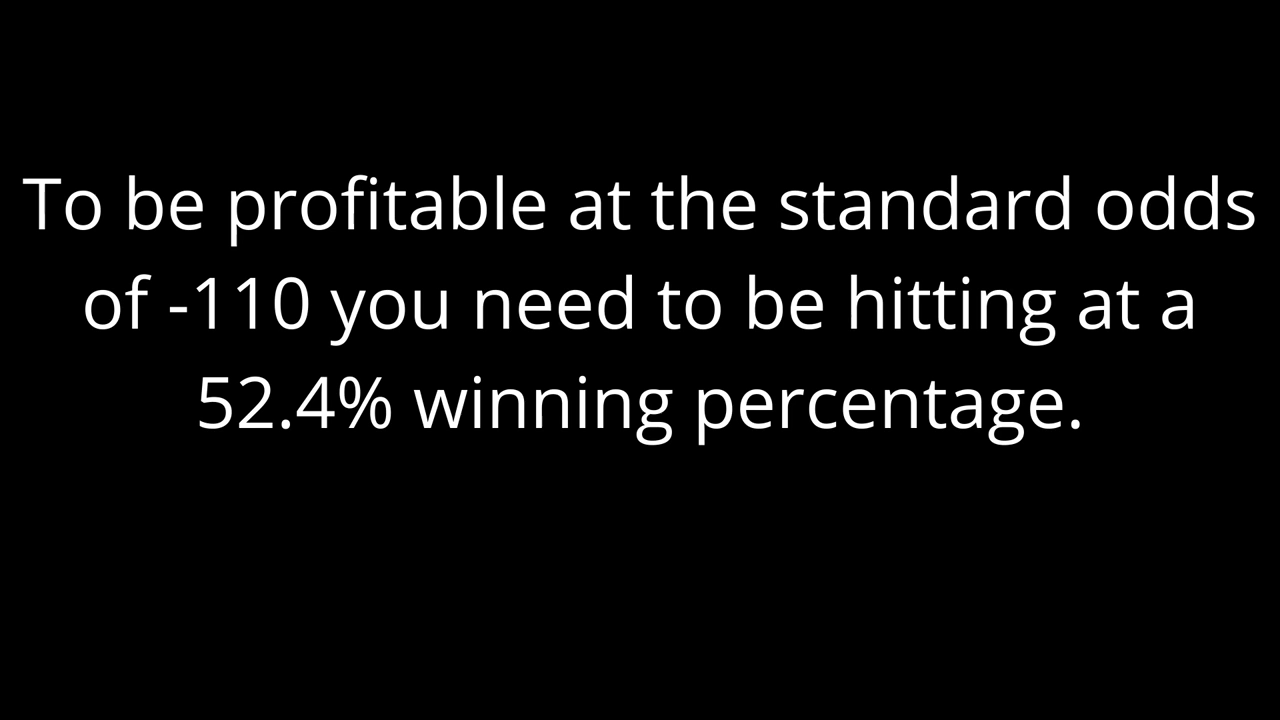 To be profitable at the standard odds
of -110 you need to be hitting at a
52.4% winning percentage.